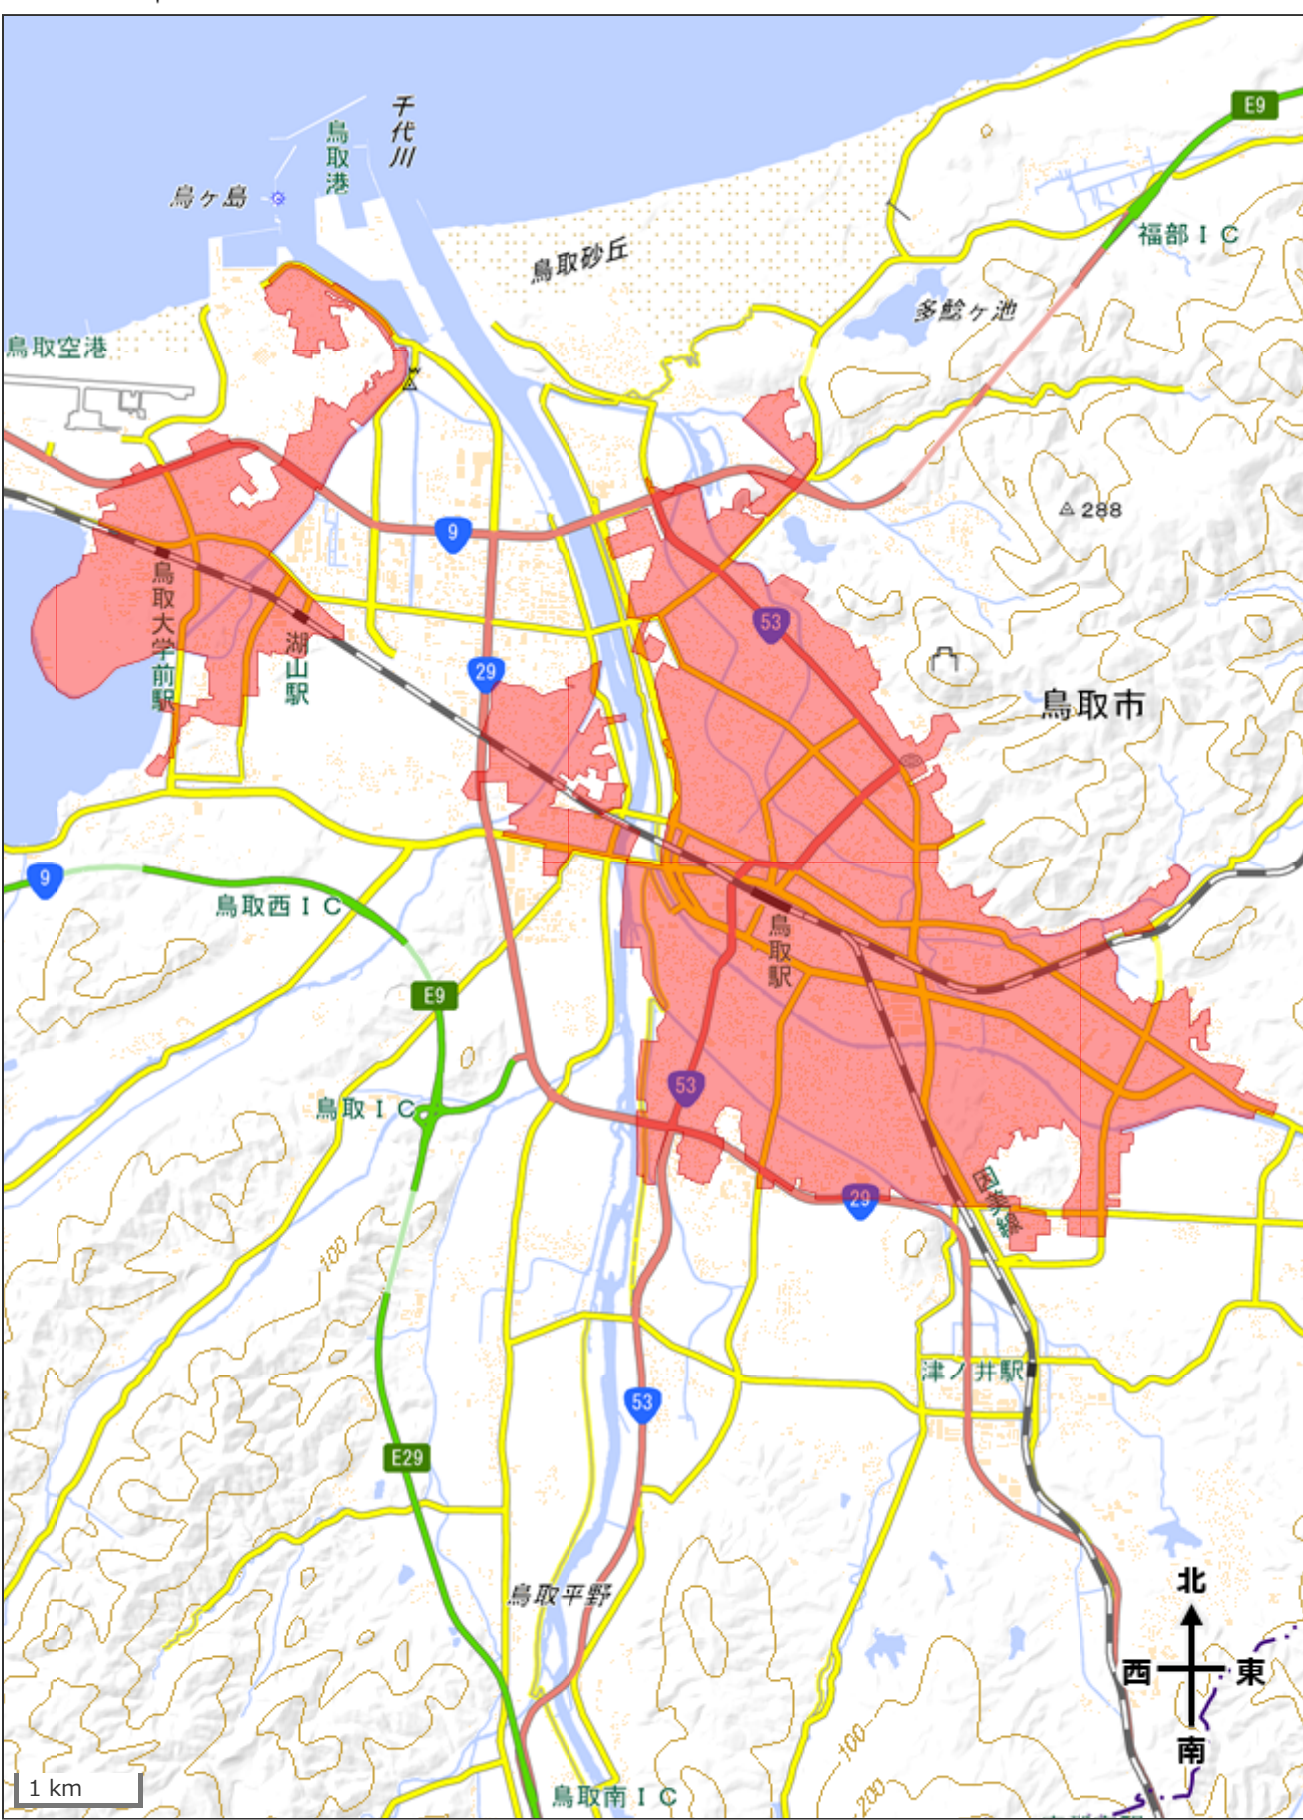 E9
千代川
鳥取港
鳥ヶ島
福部IC
鳥取砂丘
多鯰ヶ池
鳥取空港
288
9
鳥取大学前駅
53
湖山駅
29
鳥取市
9
鳥取西IC
鳥取駅
E9
53
鳥取IC
29
因美線
100
津ノ井駅
53
E29
鳥取平野
北
西
東
南
100
1 km
鳥取南IC
200